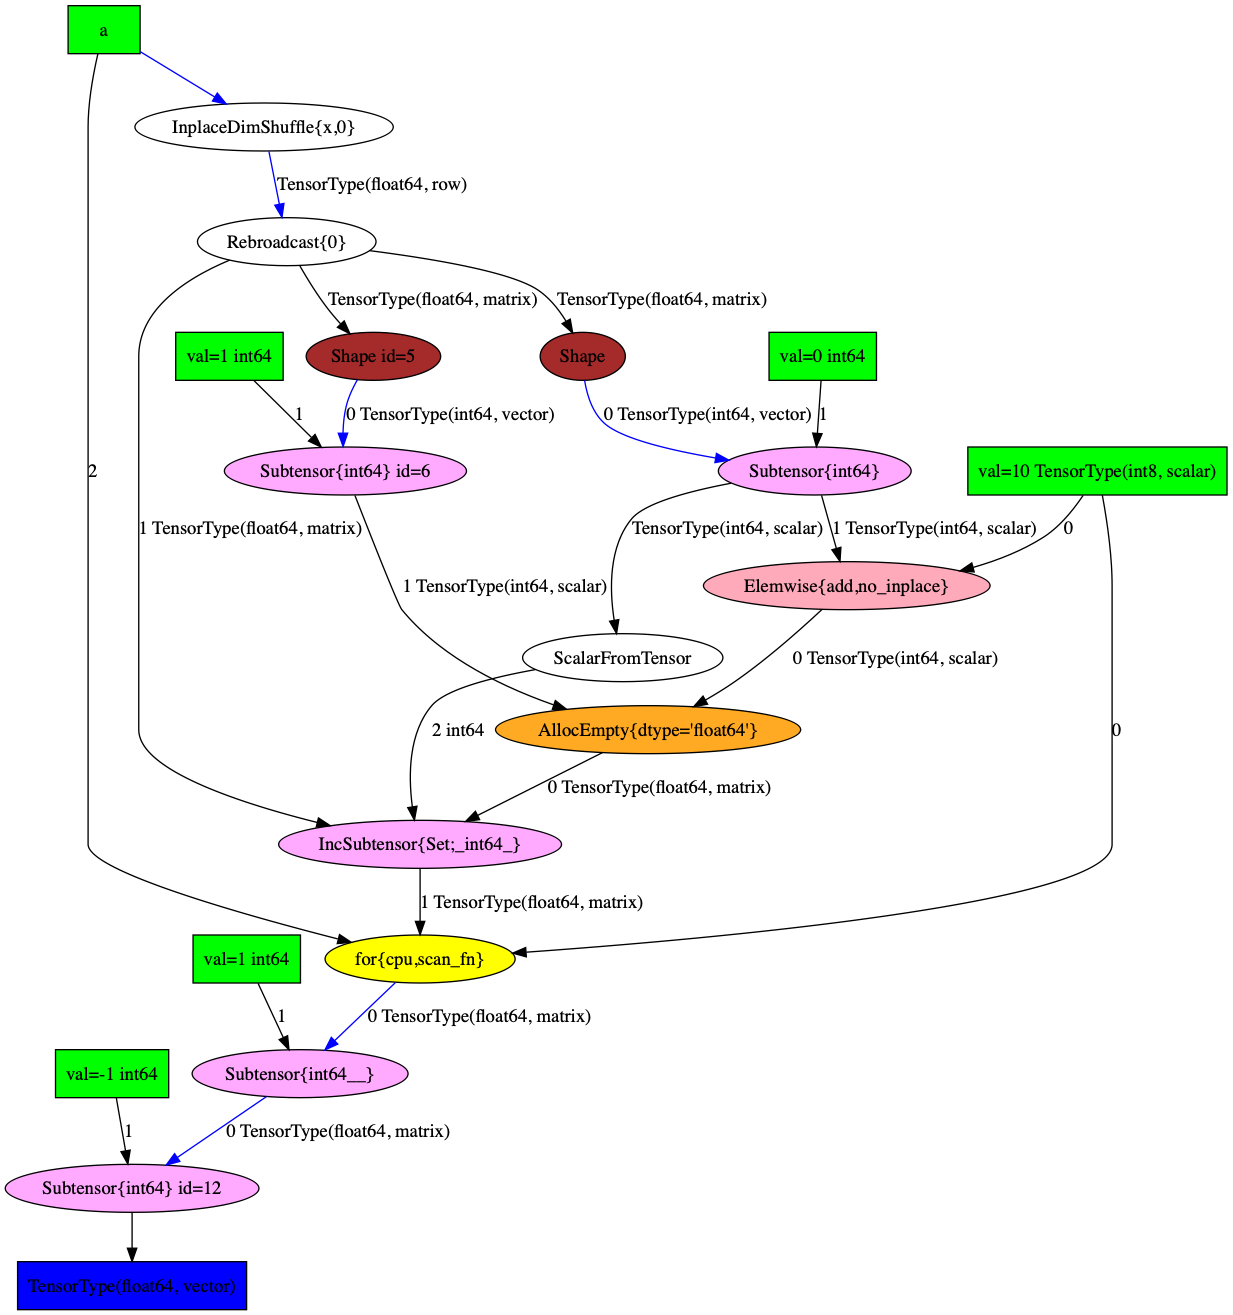 a
InplaceDimShuffle{x,0}
TensorType(float64, row)
Rebroadcast{0}
TensorType(float64, matrix)
TensorType(float64, matrix)
val=1 int64
Shape id=5
Shape
val=0 int64
1
0 TensorType(int64, vector)
0 TensorType(int64, vector)
1
2
Subtensor{int64} id=6
Subtensor{int64}
val=10 TensorType(int8, scalar)
1 TensorType(float64, matrix)
TensorType(int64, scalar)
1 TensorType(int64, scalar)
0
1 TensorType(int64, scalar)
Elemwise{add,no_inplace}
ScalarFromTensor
0 TensorType(int64, scalar)
2 int64
AllocEmpty{dtype='float64'}
0
0 TensorType(float64, matrix)
IncSubtensor{Set;_int64_}
1 TensorType(float64, matrix)
val=1 int64
for{cpu,scan_fn}
1
0 TensorType(float64, matrix)
val=-1 int64
Subtensor{int64__}
1
0 TensorType(float64, matrix)
Subtensor{int64} id=12
TensorType(float64, vector)